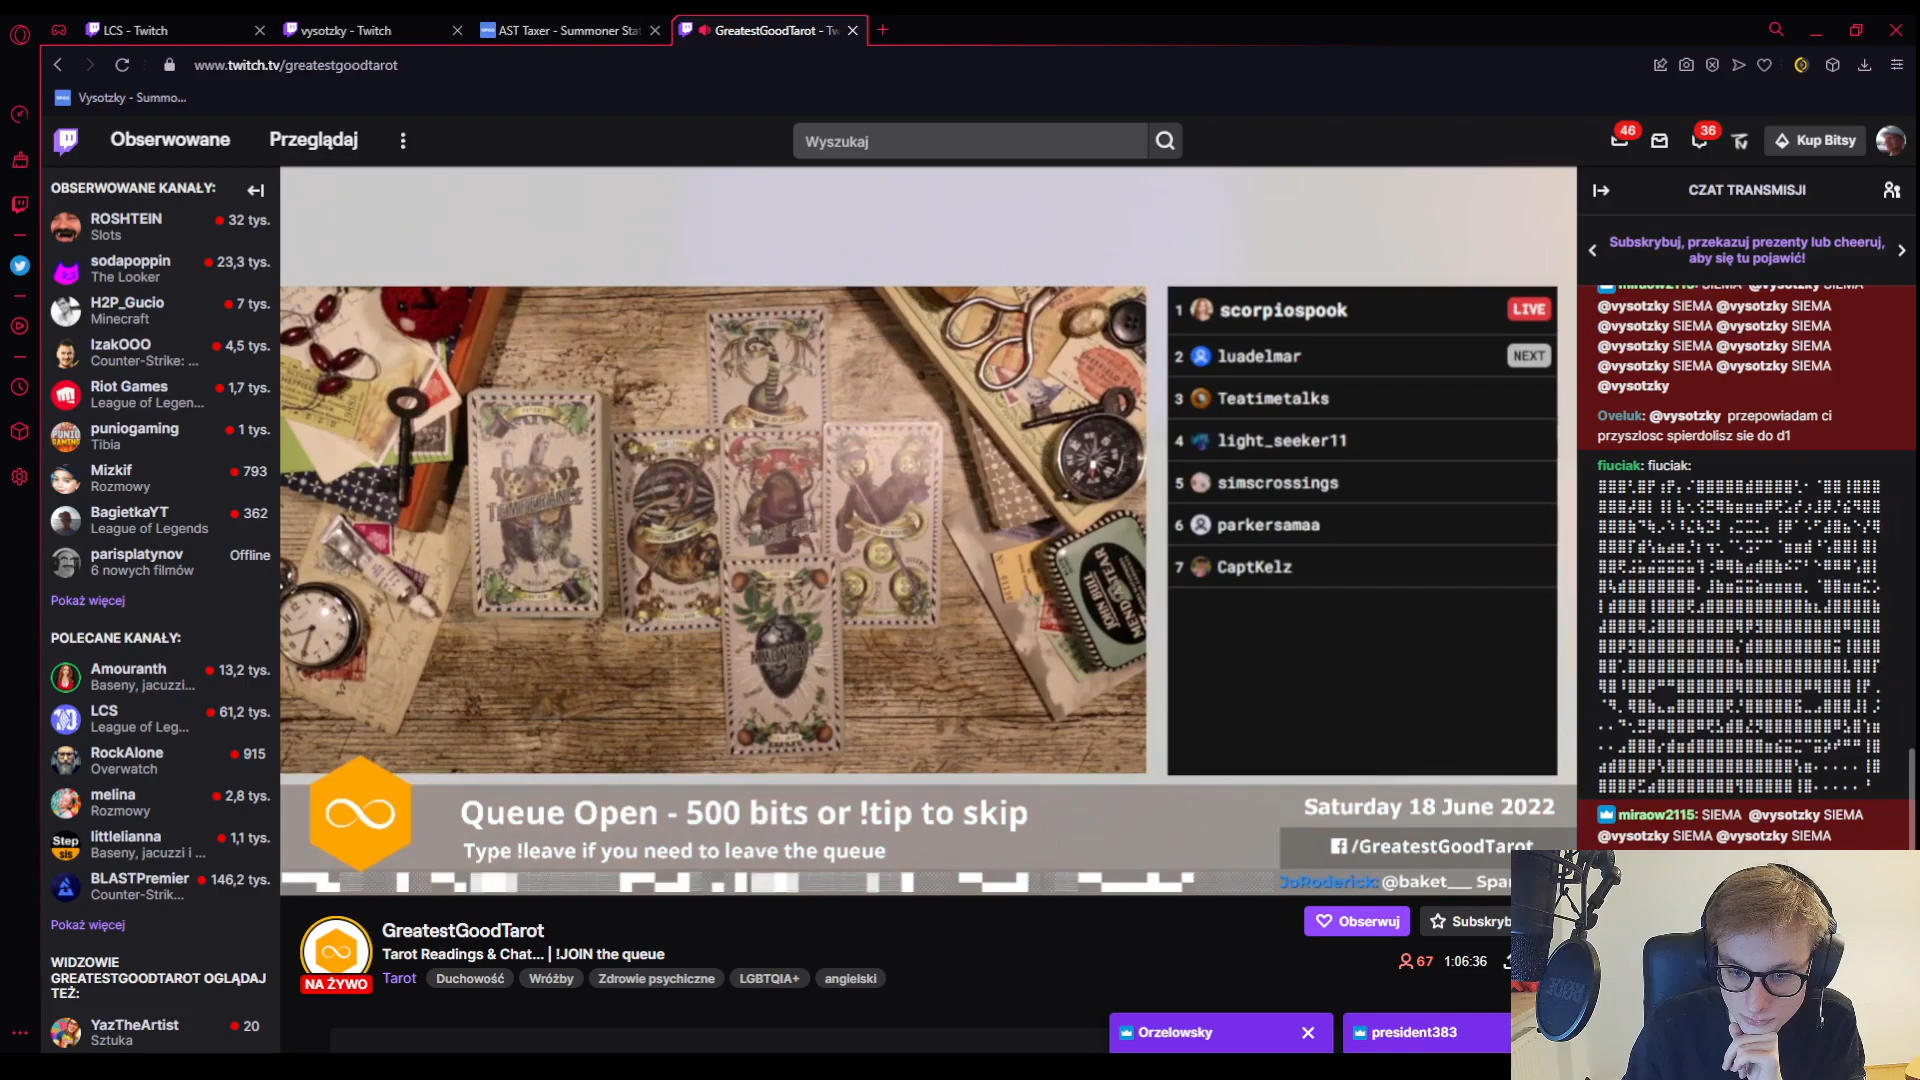 LCS - Twitch
vysotzky - Twitch
AST Taxer - Summoner Sta
GreatestGoodTarot - Tw
www.twitch.tv/greatestgoodtarot
Vysotzky - Summo...
Obserwowane
Przeglądaj
Wyszukaj
46
36
Kup Bitsy
OBSERWOWANE KANAŁY:
ROSHTEIN
32 tys.
Slots
sodapoppin
23,3 tys.
The Looker
H2P_Gucio
7 tys.
Minecraft
IzakOOO
4,5 tys.
Counter-Strike: ...
Riot Games
1,7 tys.
League of Legen...
puniogaming
1 tys.
Tibia
Mizkif
793
Rozmowy
BagietkaYT
362
League of Legends
parisplatynov
Offline
6 nowych filmów
Pokaż więcej
POLECANE KANAŁY:
Amouranth
13,2 tys.
Baseny, jacuzzi...
LCS
61,2 tys.
League of Leg...
RockAlone
915
Overwatch
melina
2,8 tys.
Rozmowy
littlelianna
1,1 tys.
Baseny, jacuzzi i ...
BLASTPremier
146,2 tys.
Counter-Strik...
Pokaż więcej
WIDZOWIE
GREATESTGOODTAROT OGLĄDAJ
TEŻ:
YazTheArtist
20
Sztuka
TEMPERANCE
1 scorpiospook LIVE
2 luadelmar NEXT
3 Teatimetalks
4 light_seeker11
5 simscrossings
6 parkersamaa
7 CaptKelz
Queue Open - 500 bits or !tip to skip
Type !leave if you need to leave the queue
Saturday 18 June 2022
/GreatestGoodTarot
JoRoderick: @baket___ Spar
GreatestGoodTarot
Tarot Readings & Chat... | !JOIN the queue
NA ŻYWO
Tarot
Duchowość
Wróżby
Zdrowie psychiczne
LGBTQIA+
angielski
Obserwuj
Subskryb
67
1:06:36
Orzelowsky
president383
CZAT TRANSMISJI
Subskrybuj, przekazuj prezenty lub cheeruj,
aby się tu pojawić!
miraow2115: SIEMA @vysotzky SIEMA
@vysotzky SIEMA @vysotzky SIEMA
@vysotzky SIEMA @vysotzky SIEMA
@vysotzky SIEMA @vysotzky SIEMA
@vysotzky SIEMA @vysotzky SIEMA
@vysotzky
Oveluk: @vysotzky przepowiadam ci
przyszlosc spierdolisz sie do d1
fiuciak: fiuciak:
miraow2115: SIEMA @vysotzky SIEMA
@vysotzky SIEMA @vysotzky SIEMA
RØDE